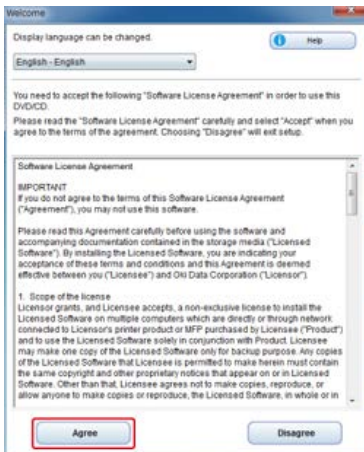 Welcome
Display language can be changed.
Help
English - English
You need to accept the following "Software License Agreement" in order to use this
DVD/CD.
Please read the "Software License Agreement" carefully and select "Accept" when you
agree to the terms of the agreement. Choosing "Disagree" will exit setup.
Software License Agreement
IMPORTANT
If you do not agree to the terms of this Software License Agreement
("Agreement"), you may not use this software.
Please read this Agreement carefully before using the software and
accompanying documentation contained in the storage media ("Licensed
Software"). By installing the Licensed Software, you are indicating your
acceptance of these terms and conditions and this Agreement is deemed
effective between you ("Licensee") and Oki Data Corporation ("Licensor").
1. Scope of the license
Licensor grants, and Licensee accepts, a non-exclusive license to install the
Licensed Software on multiple computers which are directly or through network
connected to Licensor's printer product or MFP purchased by Licensee ("Product")
and to use the Licensed Software solely in conjunction with Product. Licensee
may make one copy of the Licensed Software only for backup purpose. Any copies
of the Licensed Software that Licensee is permitted to make herein must contain
the same copyright and other proprietary notices that appear on or in Licensed
Software. Other than that, Licensee agrees not to make copies, reproduce, or
allow anyone to make copies or reproduce, the Licensed Software, in whole or in
Agree
Disagree